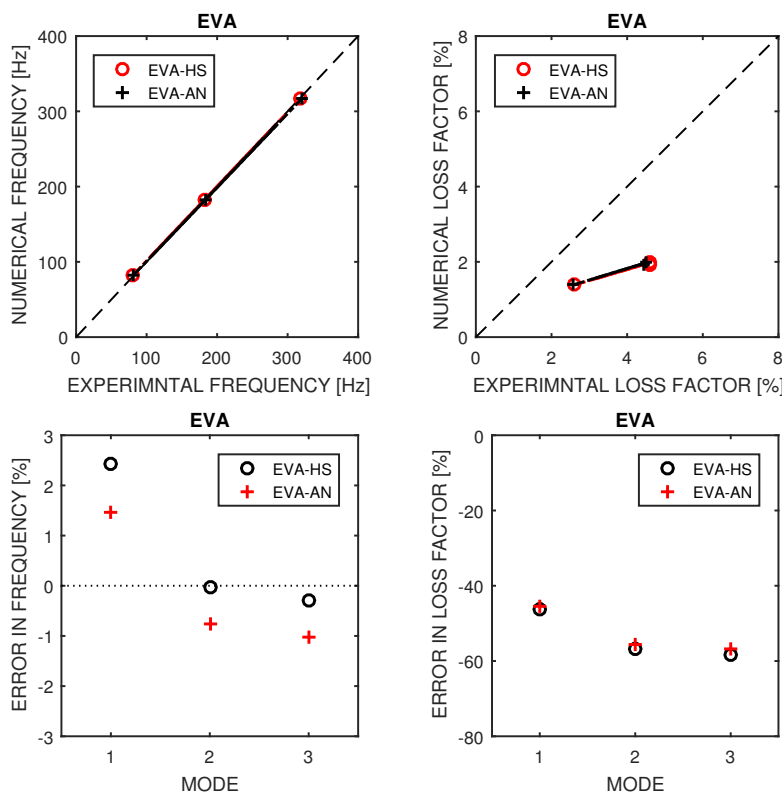 EVA
NUMERICAL FREQUENCY [Hz]
400
300
200
100
0
EVA-HS
EVA-AN
0 100 200 300 400
EXPERIMNTAL FREQUENCY [Hz]
EVA
NUMERICAL LOSS FACTOR [%]
8
6
4
2
0
EVA-HS
EVA-AN
0 2 4 6 8
EXPERIMNTAL LOSS FACTOR [%]
EVA
ERROR IN FREQUENCY [%]
3
2
1
0
-1
-2
-3
EVA-HS
EVA-AN
1 2 3
MODE
EVA
ERROR IN LOSS FACTOR [%]
0
-20
-40
-60
-80
EVA-HS
EVA-AN
1 2 3
MODE